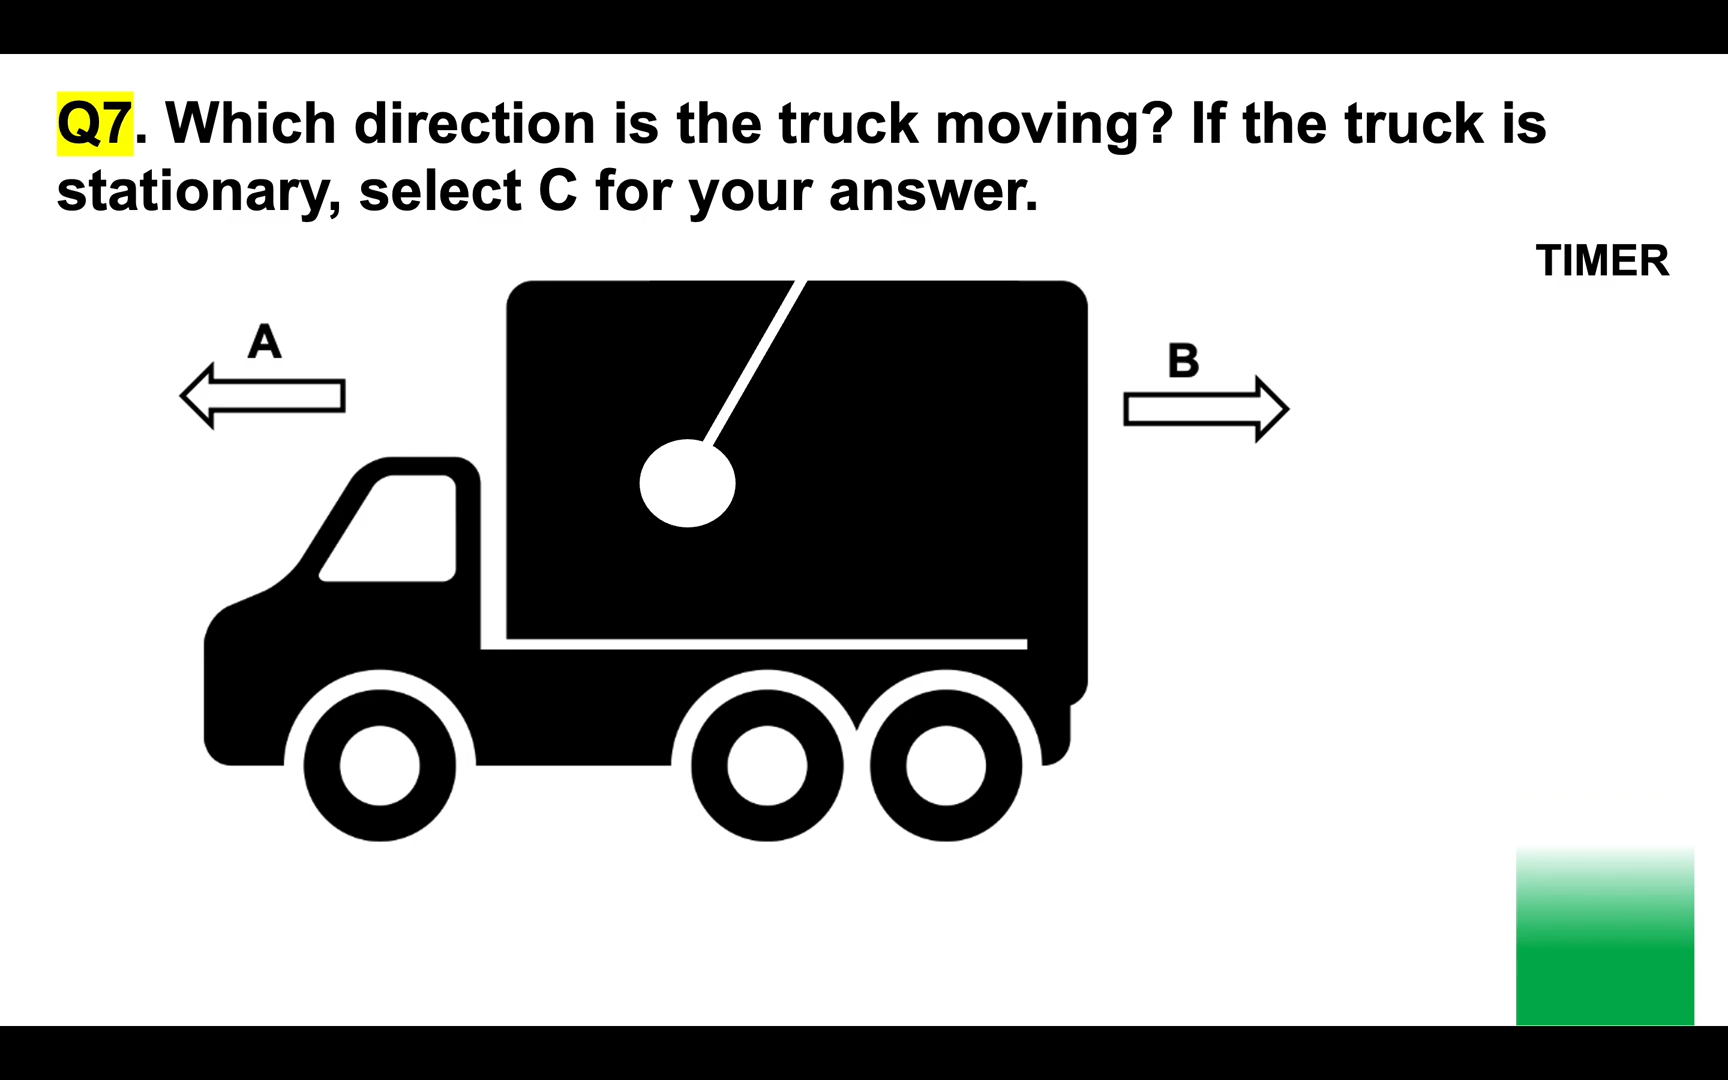 Q7. Which direction is the truck moving? If the truck is
stationary, select C for your answer.
TIMER
A
B